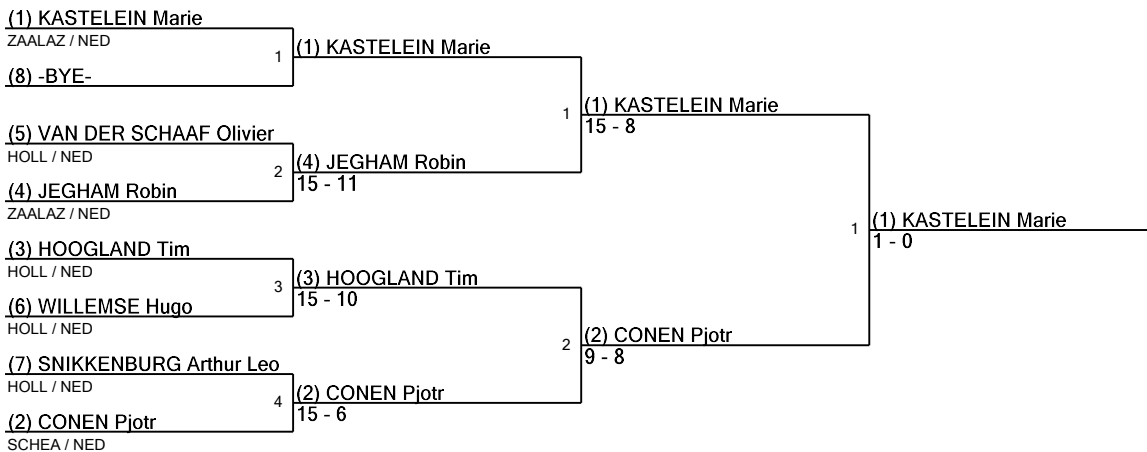 (1) KASTELEIN Marie
ZAALAZ / NED
(8) -BYE-
1
(1) KASTELEIN Marie
(5) VAN DER SCHAAF Olivier
HOLL / NED
(4) JEGHAM Robin
ZAALAZ / NED
2
(4) JEGHAM Robin
15 - 11
(3) HOOGLAND Tim
HOLL / NED
(6) WILLEMSE Hugo
HOLL / NED
3
(3) HOOGLAND Tim
15 - 10
(7) SNIKKENBURG Arthur Leo
HOLL / NED
(2) CONEN Pjotr
SCHEA / NED
4
(2) CONEN Pjotr
15 - 6
1
(1) KASTELEIN Marie
15 - 8
2
(2) CONEN Pjotr
9 - 8
1
(1) KASTELEIN Marie
1 - 0